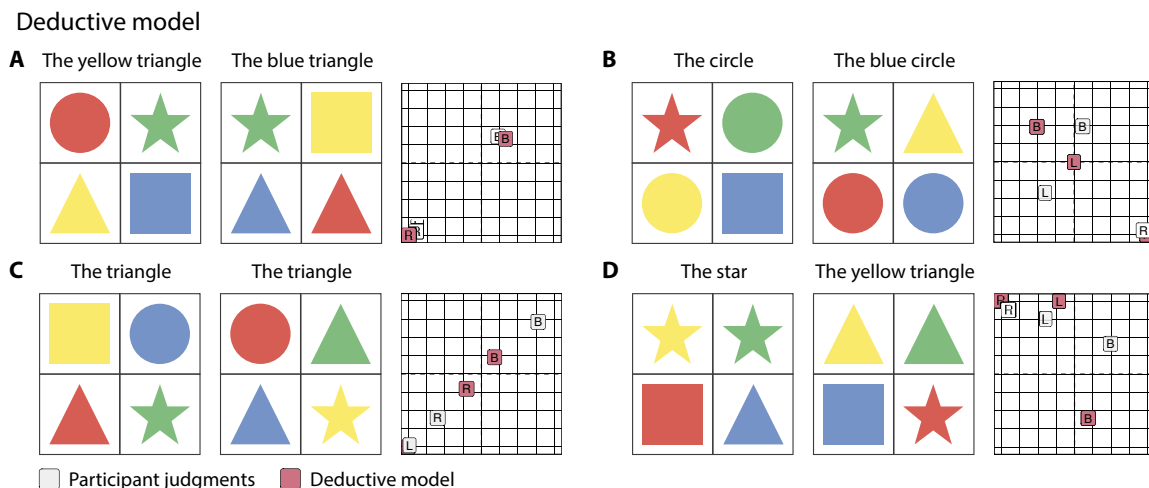 Deductive model
A The yellow triangle The blue triangle
B B
R R
B The circle The blue circle
B B
L
L
R
C The triangle The triangle
B
B
R
R
L
D The star The yellow triangle
R L
R L
B
B
Participant judgments Deductive model